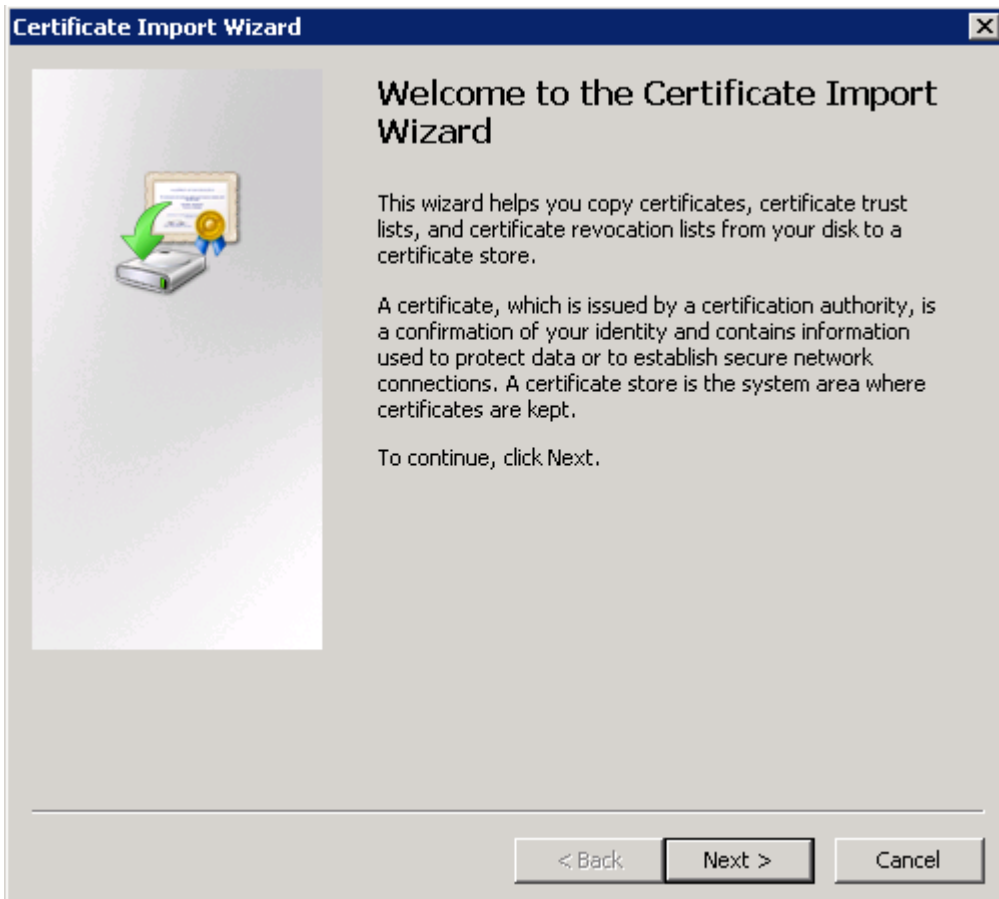 Certificate Import Wizard
Welcome to the Certificate Import
Wizard
This wizard helps you copy certificates, certificate trust
lists, and certificate revocation lists from your disk to a
certificate store.
A certificate, which is issued by a certification authority, is
a confirmation of your identity and contains information
used to protect data or to establish secure network
connections. A certificate store is the system area where
certificates are kept.
To continue, click Next.
< Back
Next >
Cancel